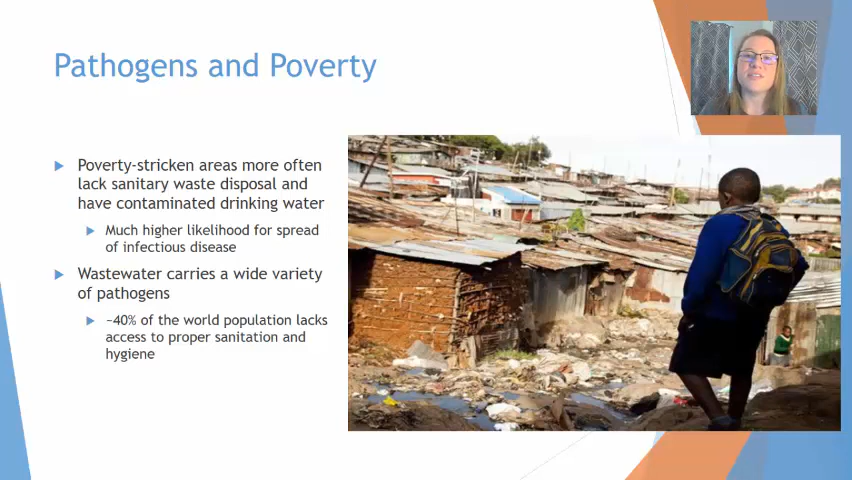 Pathogens and Poverty
Poverty-stricken areas more often
lack sanitary waste disposal and
have contaminated drinking water
Much higher likelihood for spread
of infectious disease
Wastewater carries a wide variety
of pathogens
~40% of the world population lacks
access to proper sanitation and
hygiene